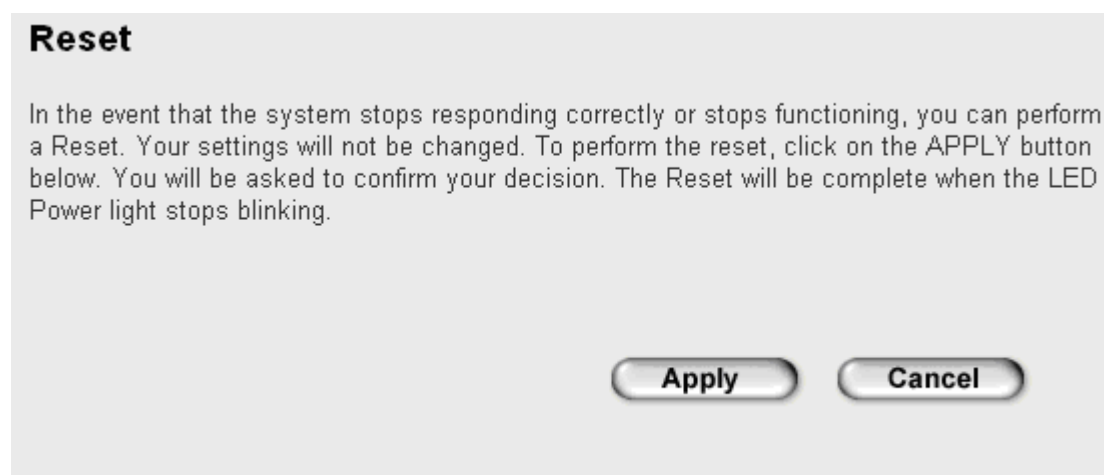 Reset
In the event that the system stops responding correctly or stops functioning, you can perform
a Reset. Your settings will not be changed. To perform the reset, click on the APPLY button
below. You will be asked to confirm your decision. The Reset will be complete when the LED
Power light stops blinking.
Apply
Cancel